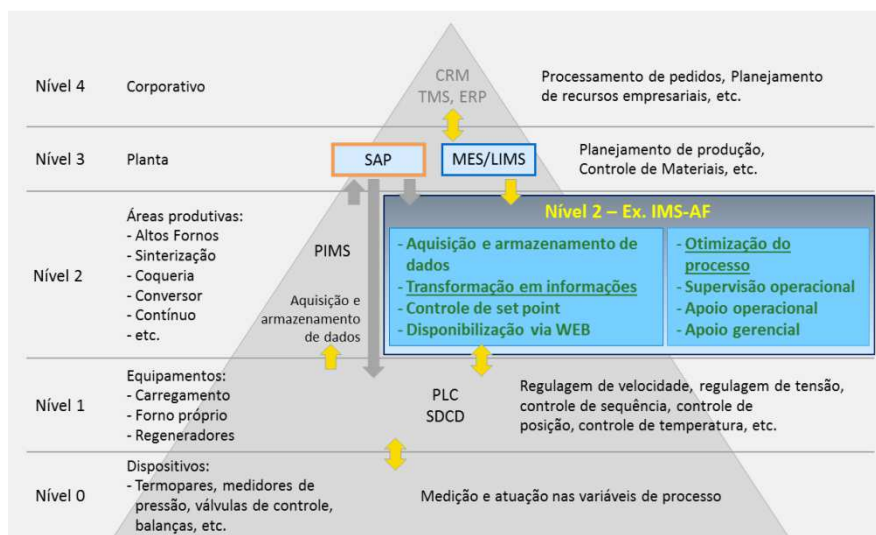 Nível 4
Corporativo
CRM
TMS, ERP
Processamento de pedidos, Planejamento
de recursos empresariais, etc.
Nível 3
Planta
SAP
MES/LIMS
Planejamento de produção,
Controle de Materiais, etc.
Nível 2
Áreas produtivas:
- Altos Fornos
- Sinterização
- Coqueria
- Conversor
- Contínuo
- etc.
PIMS
Aquisição e
armazenamento
de dados
Nível 2 – Ex. IMS-AF
- Aquisição e armazenamento de
dados
- Transformação em informações
- Controle de set point
- Disponibilização via WEB
- Otimização do
processo
- Supervisão operacional
- Apoio operacional
- Apoio gerencial
Nível 1
Equipamentos:
- Carregamento
- Forno próprio
- Regeneradores
PLC
SDCD
Regulagem de velocidade, regulagem de tensão,
controle de sequência, controle de
posição, controle de temperatura, etc.
Nível 0
Dispositivos:
- Termopares, medidores de
pressão, válvulas de controle,
balanças, etc.
Medição e atuação nas variáveis de processo